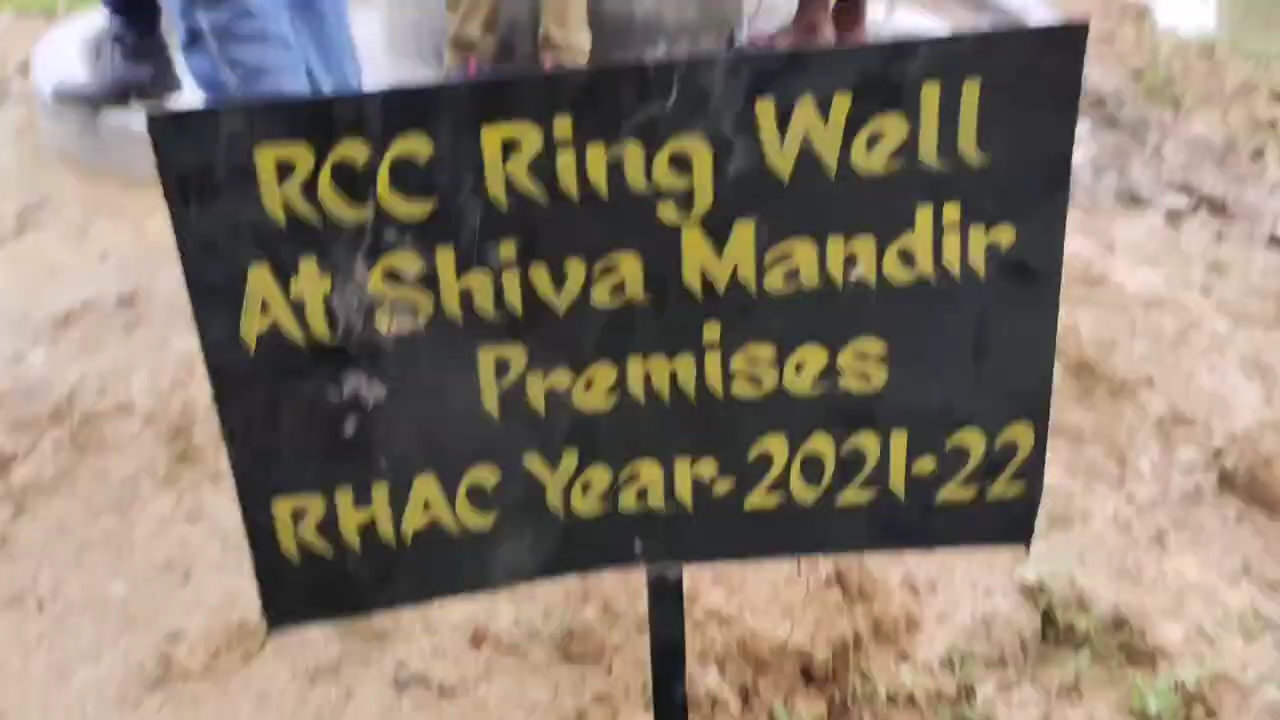 RCC Ring Well
At Shiva Mandir
Premises
RHAC Year-2021-22